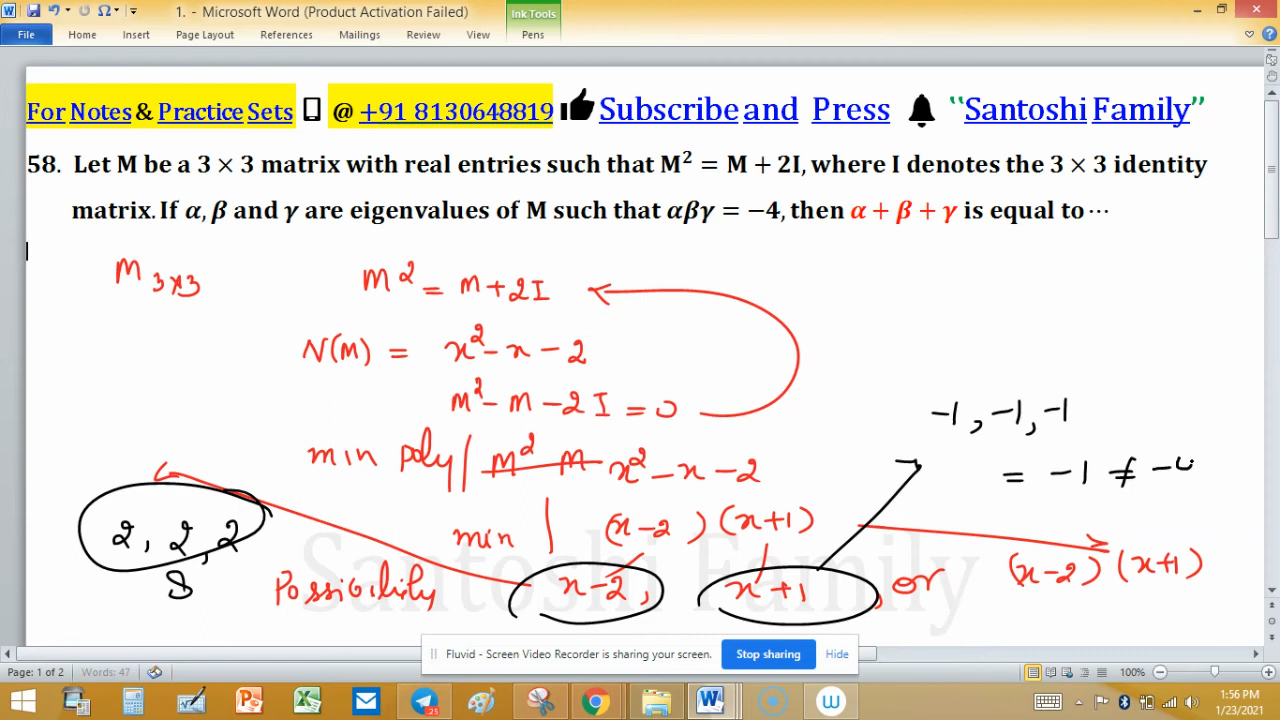 1. - Microsoft Word (Product Activation Failed)
Ink Tools
File Home Insert Page Layout References Mailings Review View Pens
For Notes & Practice Sets @ +91 8130648819 Subscribe and Press "Santoshi Family"
58. Let M be a 3 × 3 matrix with real entries such that M² = M + 2I, where I denotes the 3 × 3 identity
matrix. If α, β and γ are eigenvalues of M such that αβγ = −4, then α + β + γ is equal to ⋯
M 3×3 M² = M+2I
N(M) = x² - x - 2
M² - M - 2I = 0
-1, -1, -1
min poly | M² M x² - x - 2
= -1 ≠ -4
min | (x-2)(x+1)
2, 2, 2
8
Possibility x-2, x+1, or (x-2)(x+1)
Santoshi Family
Fluvid - Screen Video Recorder is sharing your screen. Stop sharing Hide
Page: 1 of 2 Words: 47 100%
25
1:56 PM
1/23/2021